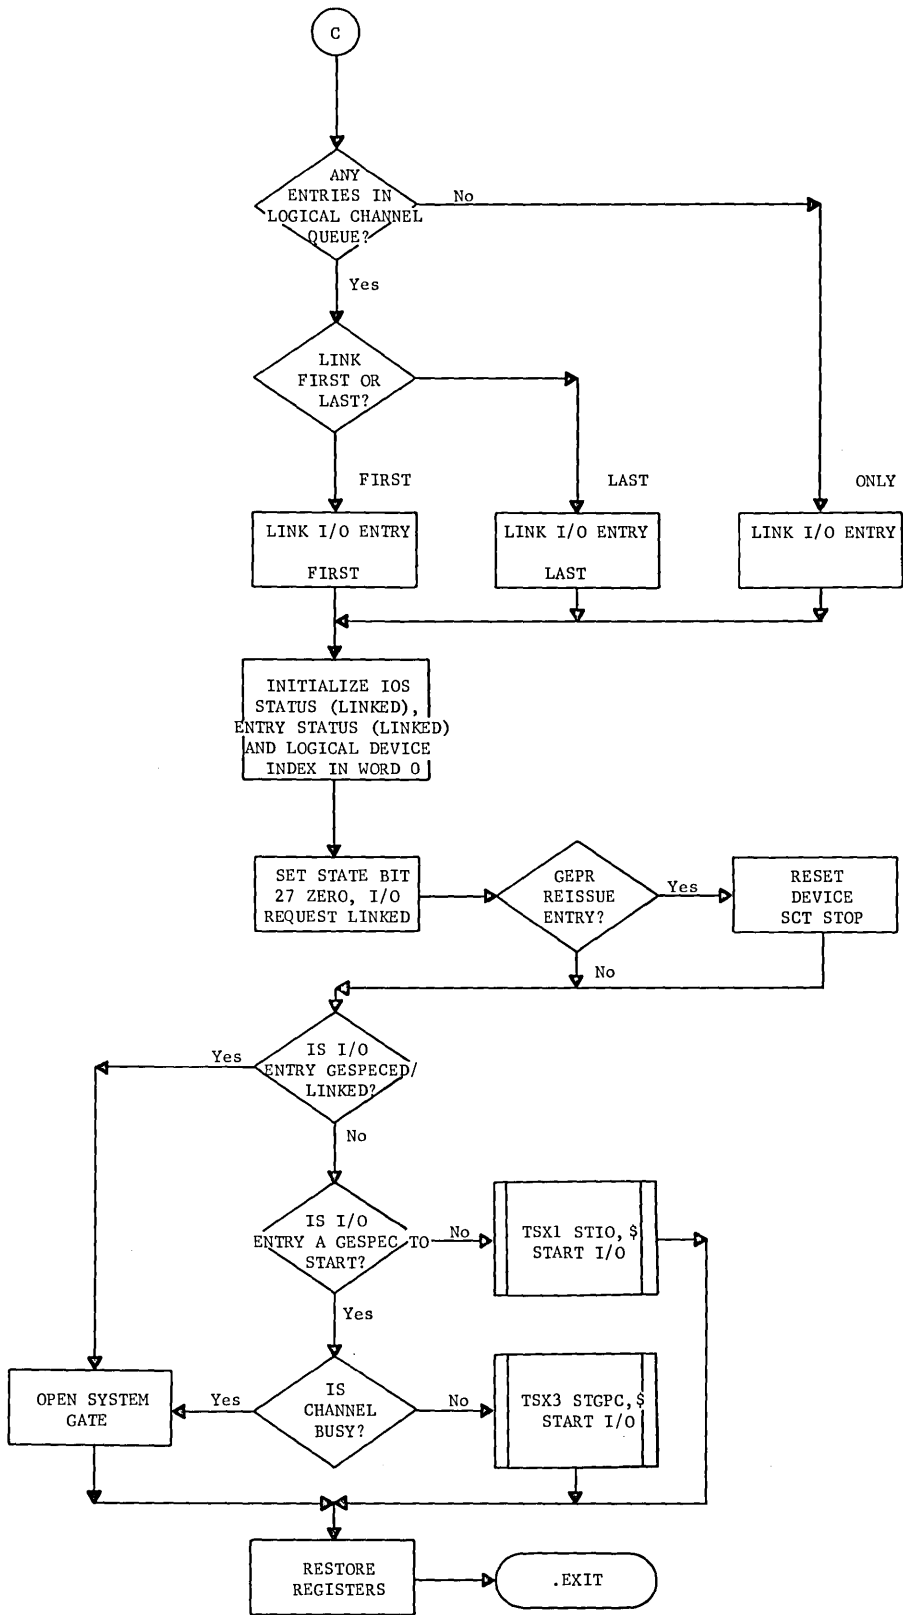 C
ANY
ENTRIES IN
LOGICAL CHANNEL
QUEUE?
No
Yes
LINK
FIRST OR
LAST?
FIRST
LAST
ONLY
LINK I/O ENTRY
FIRST
LINK I/O ENTRY
LAST
LINK I/O ENTRY
INITIALIZE IOS
STATUS (LINKED),
ENTRY STATUS (LINKED)
AND LOGICAL DEVICE
INDEX IN WORD 0
SET STATE BIT
27 ZERO, I/O
REQUEST LINKED
GEPR
REISSUE
ENTRY?
Yes
RESET
DEVICE
SCT STOP
No
IS I/O
ENTRY GESPECED/
LINKED?
Yes
No
IS I/O
ENTRY A GESPEC TO
START?
No
TSX1 STIO,$
START I/O
Yes
IS
CHANNEL
BUSY?
Yes
OPEN SYSTEM
GATE
No
TSX3 STGPC,$
START I/O
RESTORE
REGISTERS
.EXIT